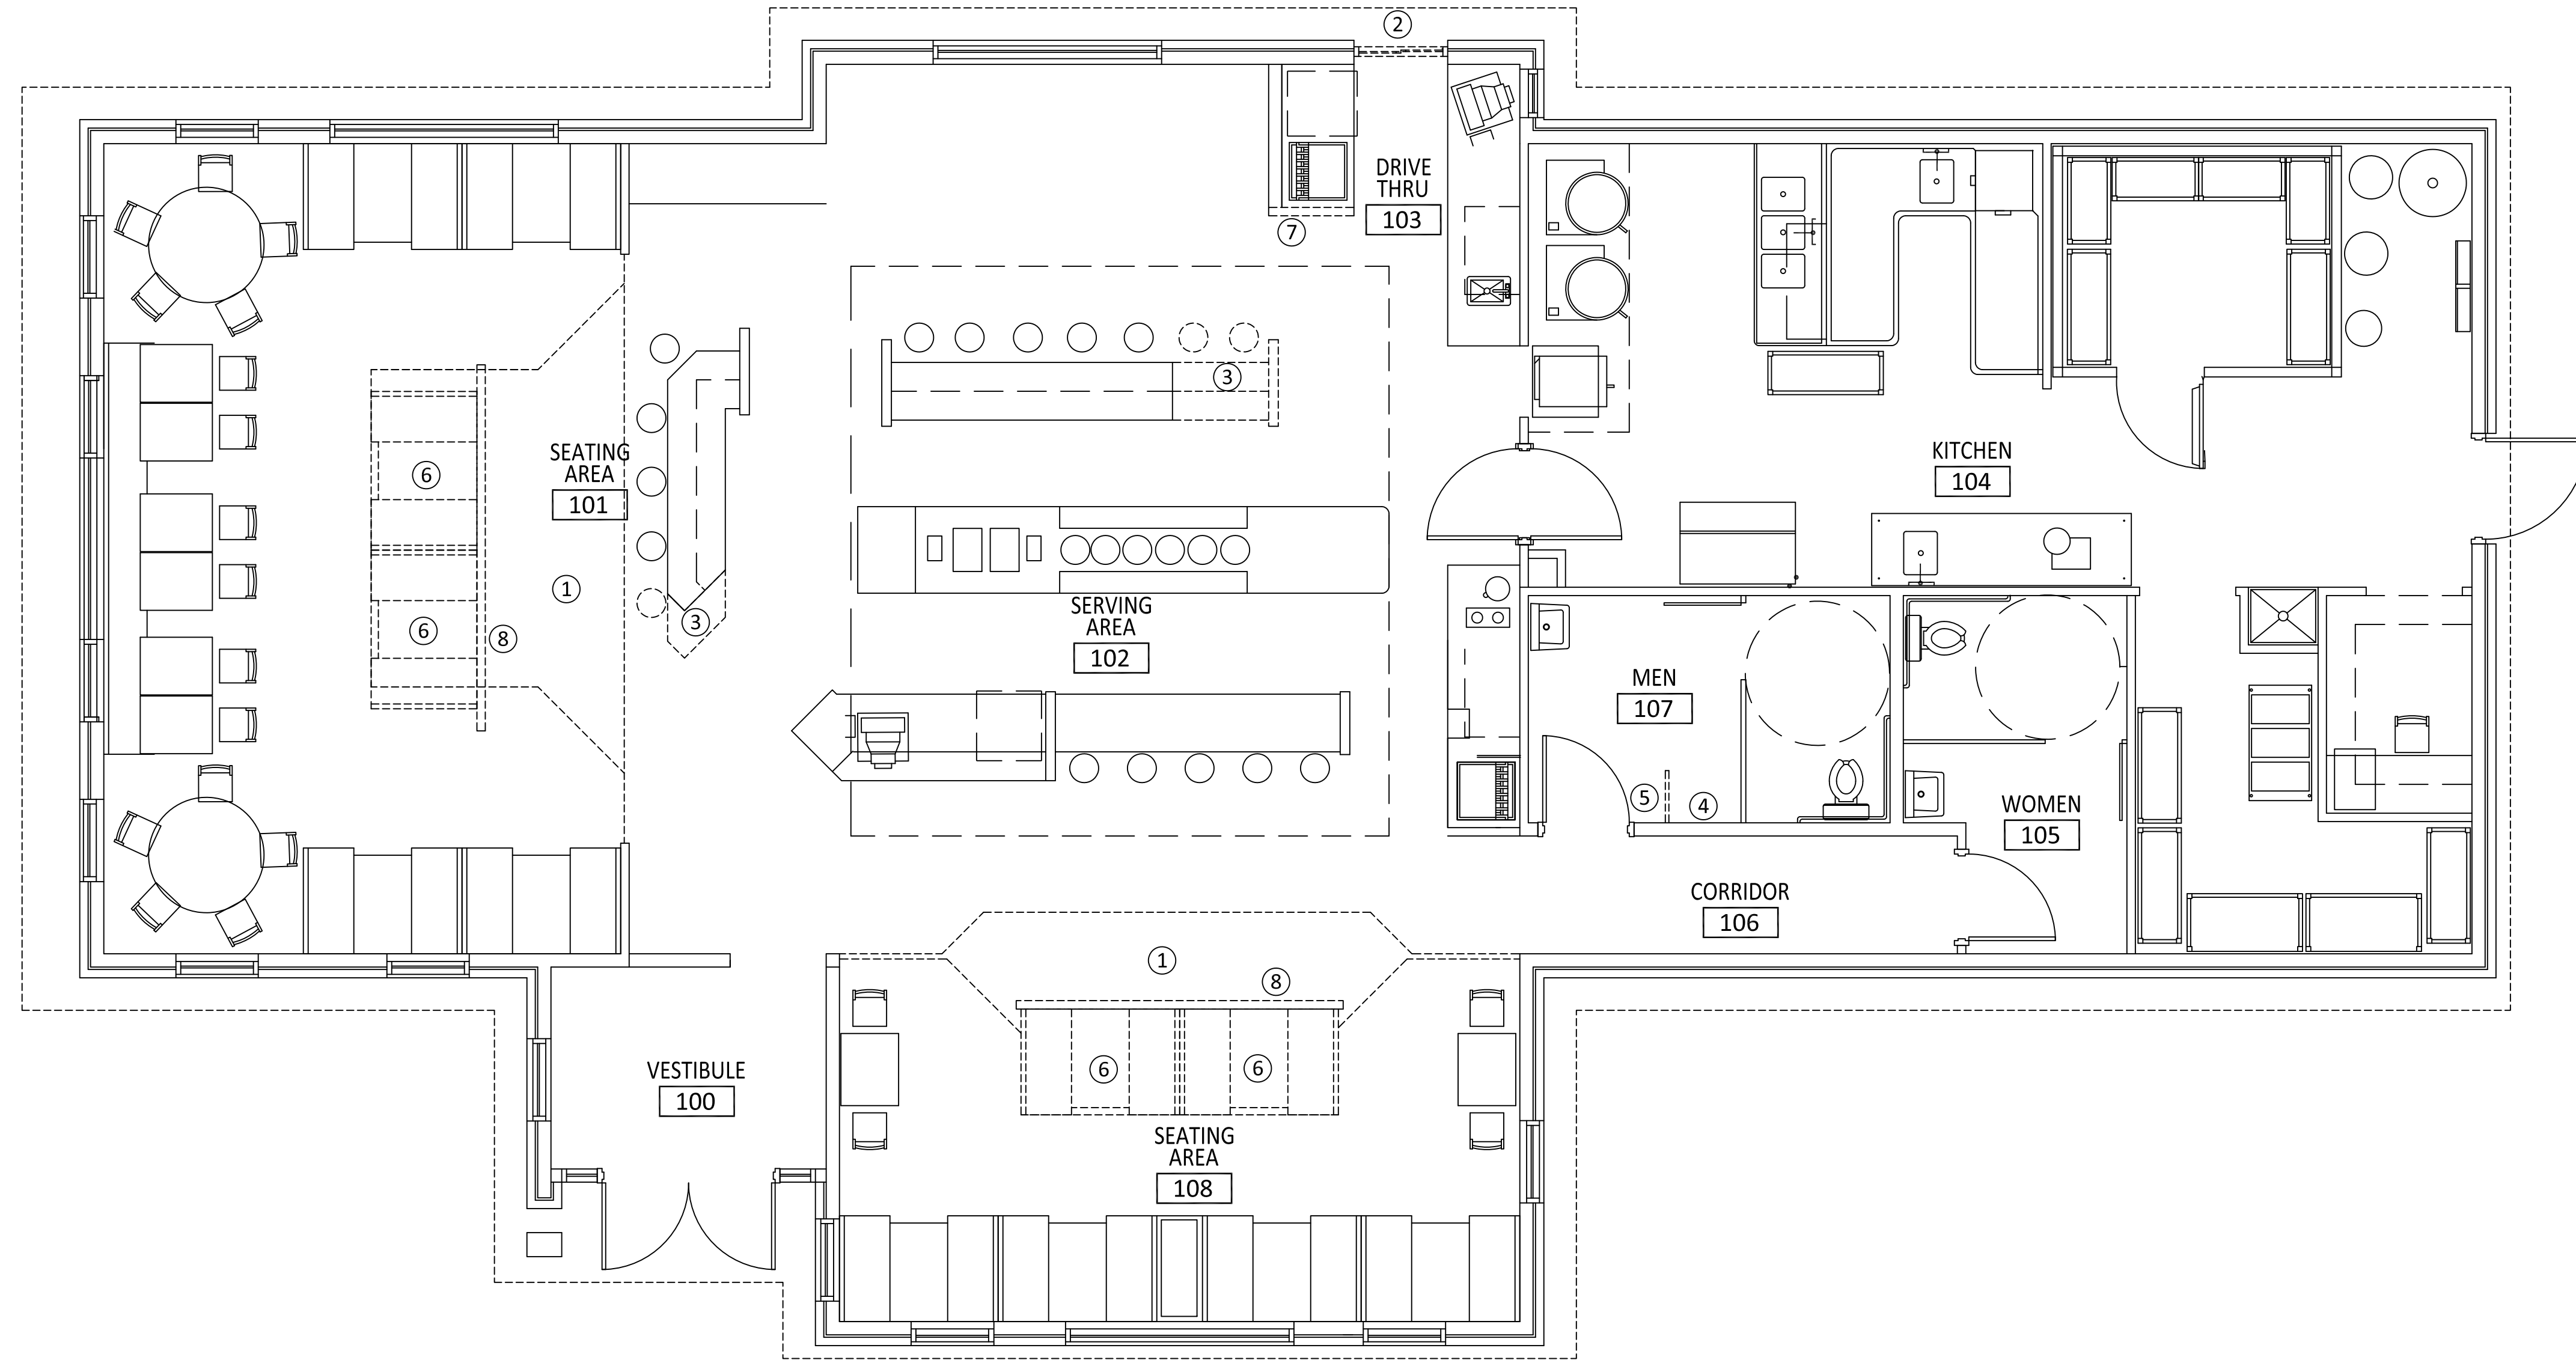 2
DRIVE
THRU
103
7
3
SEATING
AREA
101
6
KITCHEN
104
1
3
6
8
SERVING
AREA
102
MEN
107
5
4
WOMEN
105
CORRIDOR
106
1
8
VESTIBULE
100
6
6
SEATING
AREA
108